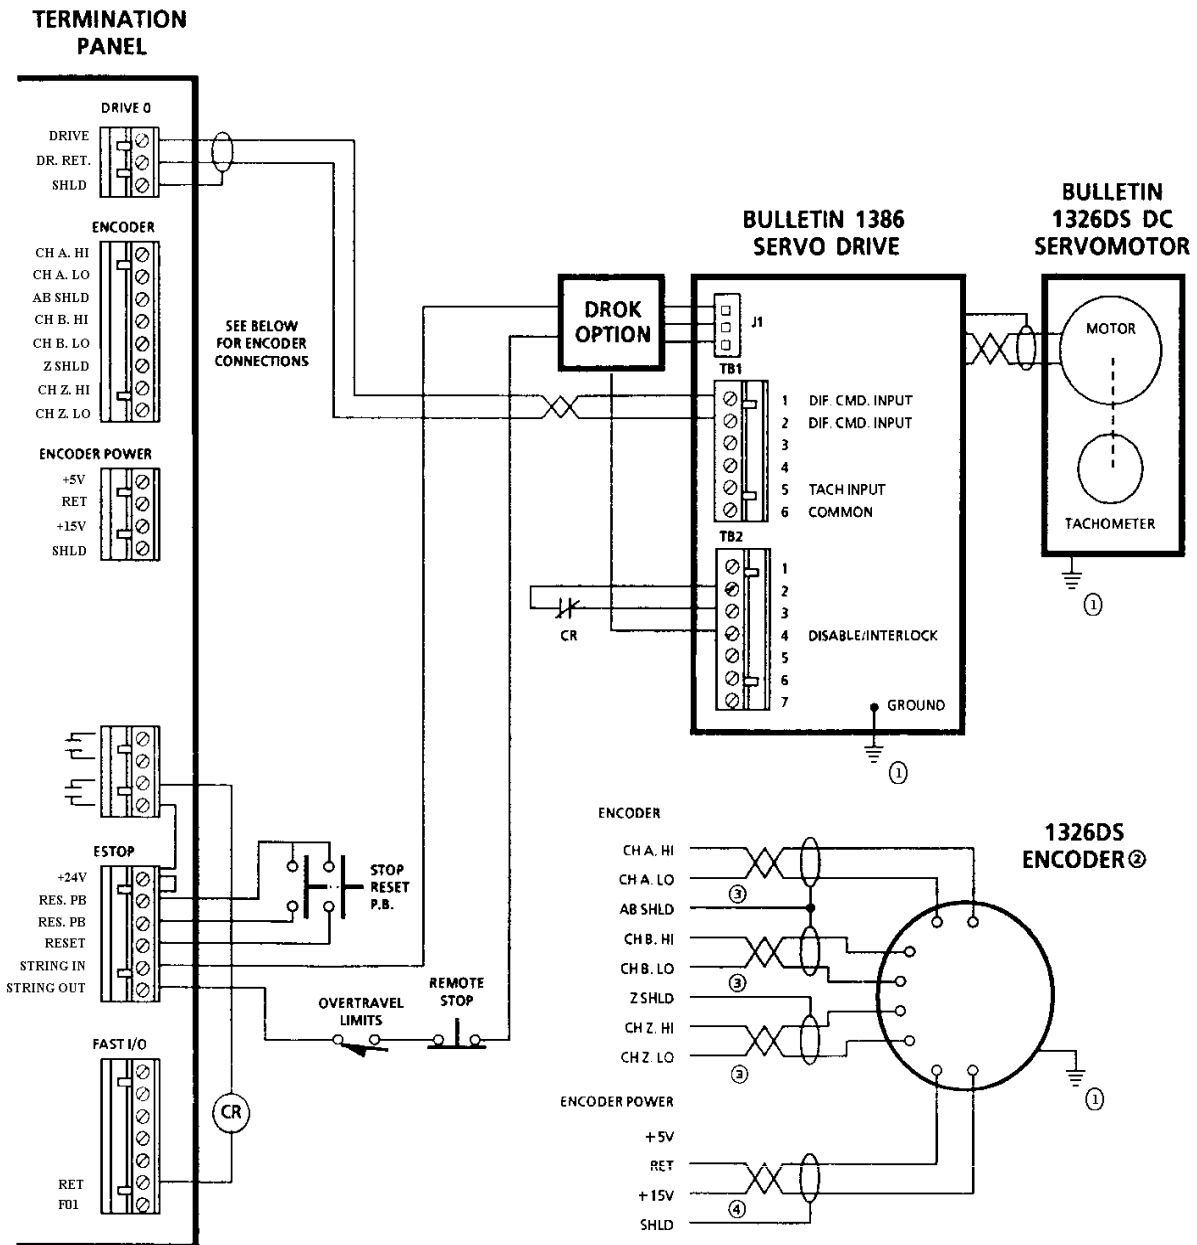 TERMINATION
PANEL
DRIVE 0
DRIVE
DR. RET.
SHLD
ENCODER
CH A. HI
CH A. LO
AB SHLD
CH B. HI
CH B. LO
Z SHLD
CH Z. HI
CH Z. LO
SEE BELOW
FOR ENCODER
CONNECTIONS
ENCODER POWER
+5V
RET
+15V
SHLD
ESTOP
+24V
RES. PB
RES. PB
RESET
STRING IN
STRING OUT
STOP
RESET
P.B.
OVERTRAVEL
LIMITS
REMOTE
STOP
FAST I/O
CR
RET
F01
DROK
OPTION
BULLETIN 1386
SERVO DRIVE
J1
TB1
1 DIF. CMD. INPUT
2 DIF. CMD. INPUT
3
4
5 TACH INPUT
6 COMMON
TB2
1
2
3
4 DISABLE/INTERLOCK
5
6
7
CR
GROUND
①
BULLETIN
1326DS DC
SERVOMOTOR
MOTOR
TACHOMETER
①
ENCODER
CH A. HI
CH A. LO
③
AB SHLD
CH B. HI
CH B. LO
③
Z SHLD
CH Z. HI
CH Z. LO
③
ENCODER POWER
+5V
RET
+15V
④
SHLD
1326DS
ENCODER②
①